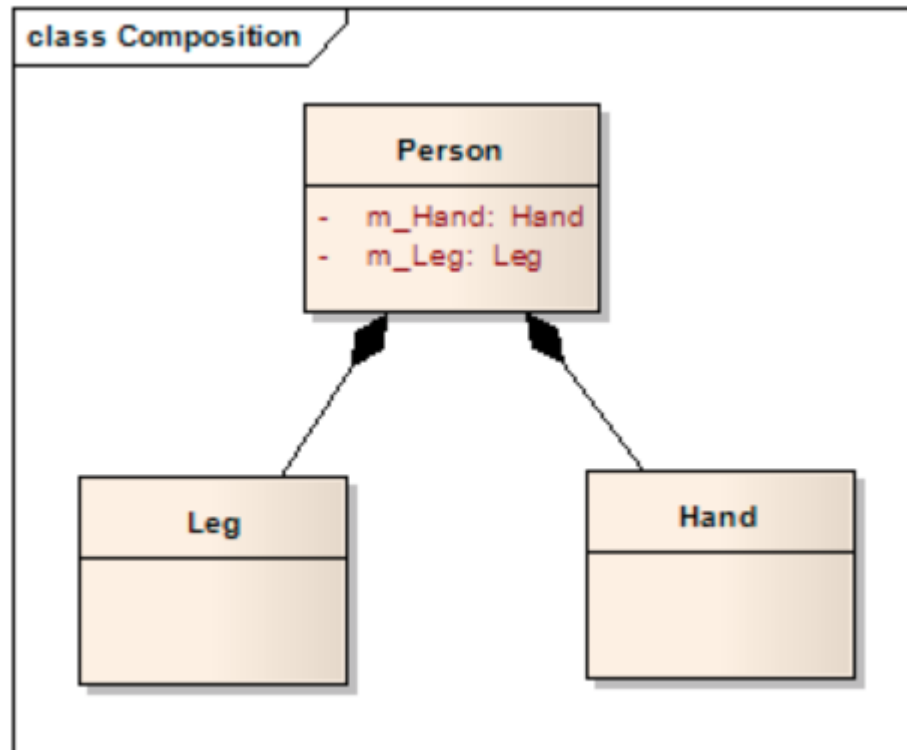 class Composition
Person
- m_Hand: Hand
- m_Leg: Leg
Leg
Hand